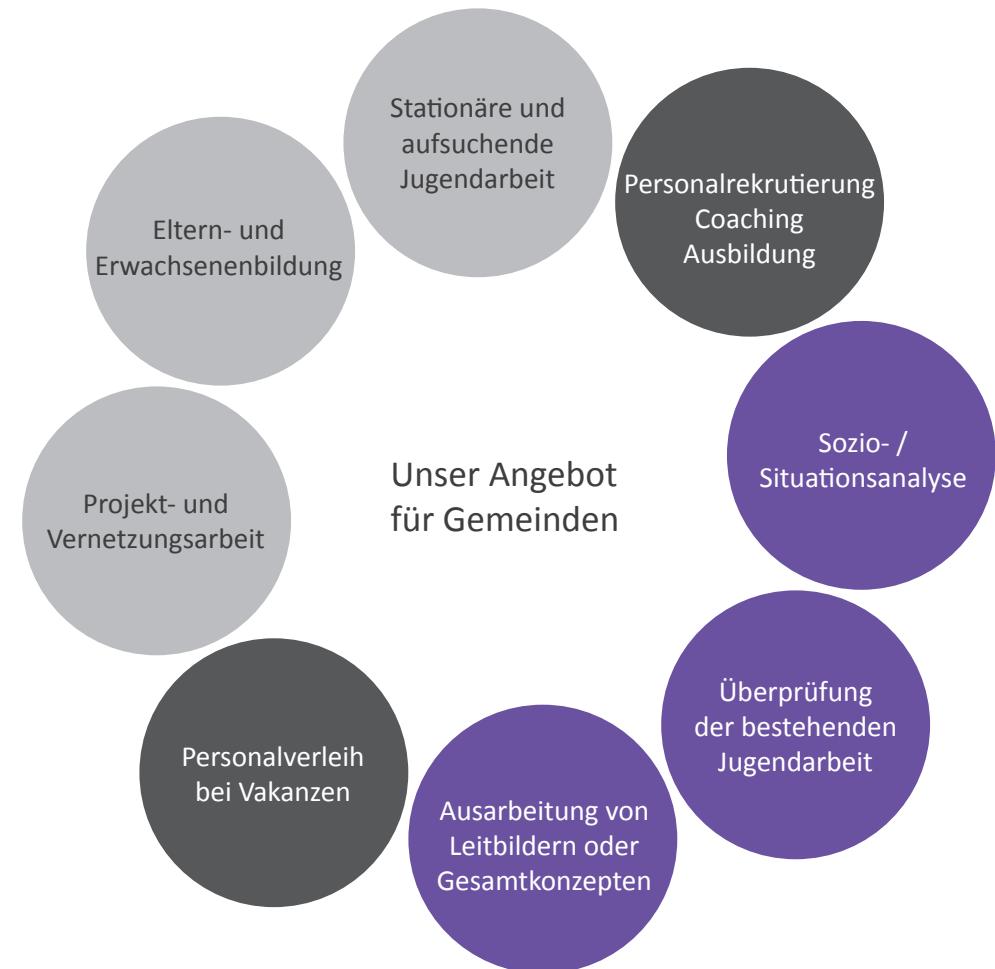 Stationäre und
aufsuchende
Jugendarbeit
Personalrekrutierung
Coaching
Ausbildung
Sozio- /
Situationsanalyse
Überprüfung
der bestehenden
Jugendarbeit
Ausarbeitung von
Leitbildern oder
Gesamtkonzepten
Personalverleih
bei Vakanzen
Projekt- und
Vernetzungsarbeit
Eltern- und
Erwachsenenbildung
Unser Angebot
für Gemeinden